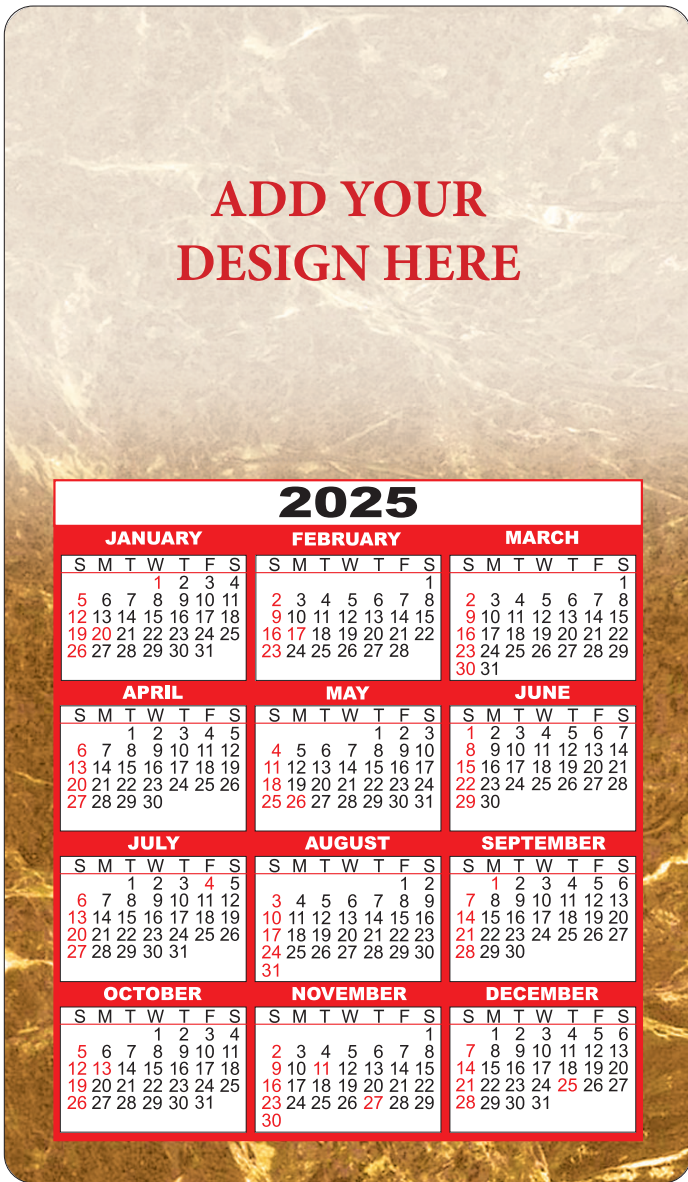 ADD YOUR
DESIGN HERE
2025
JANUARY
S M T W T F S
1 2 3 4
5 6 7 8 9 10 11
12 13 14 15 16 17 18
19 20 21 22 23 24 25
26 27 28 29 30 31
FEBRUARY
S M T W T F S
1
2 3 4 5 6 7 8
9 10 11 12 13 14 15
16 17 18 19 20 21 22
23 24 25 26 27 28
MARCH
S M T W T F S
1
2 3 4 5 6 7 8
9 10 11 12 13 14 15
16 17 18 19 20 21 22
23 24 25 26 27 28 29
30 31
APRIL
S M T W T F S
1 2 3 4 5
6 7 8 9 10 11 12
13 14 15 16 17 18 19
20 21 22 23 24 25 26
27 28 29 30
MAY
S M T W T F S
1 2 3
4 5 6 7 8 9 10
11 12 13 14 15 16 17
18 19 20 21 22 23 24
25 26 27 28 29 30 31
JUNE
S M T W T F S
1 2 3 4 5 6 7
8 9 10 11 12 13 14
15 16 17 18 19 20 21
22 23 24 25 26 27 28
29 30
JULY
S M T W T F S
1 2 3 4 5
6 7 8 9 10 11 12
13 14 15 16 17 18 19
20 21 22 23 24 25 26
27 28 29 30 31
AUGUST
S M T W T F S
1 2
3 4 5 6 7 8 9
10 11 12 13 14 15 16
17 18 19 20 21 22 23
24 25 26 27 28 29 30
31
SEPTEMBER
S M T W T F S
1 2 3 4 5 6
7 8 9 10 11 12 13
14 15 16 17 18 19 20
21 22 23 24 25 26 27
28 29 30
OCTOBER
S M T W T F S
1 2 3 4
5 6 7 8 9 10 11
12 13 14 15 16 17 18
19 20 21 22 23 24 25
26 27 28 29 30 31
NOVEMBER
S M T W T F S
1
2 3 4 5 6 7 8
9 10 11 12 13 14 15
16 17 18 19 20 21 22
23 24 25 26 27 28 29
30
DECEMBER
S M T W T F S
1 2 3 4 5 6
7 8 9 10 11 12 13
14 15 16 17 18 19 20
21 22 23 24 25 26 27
28 29 30 31